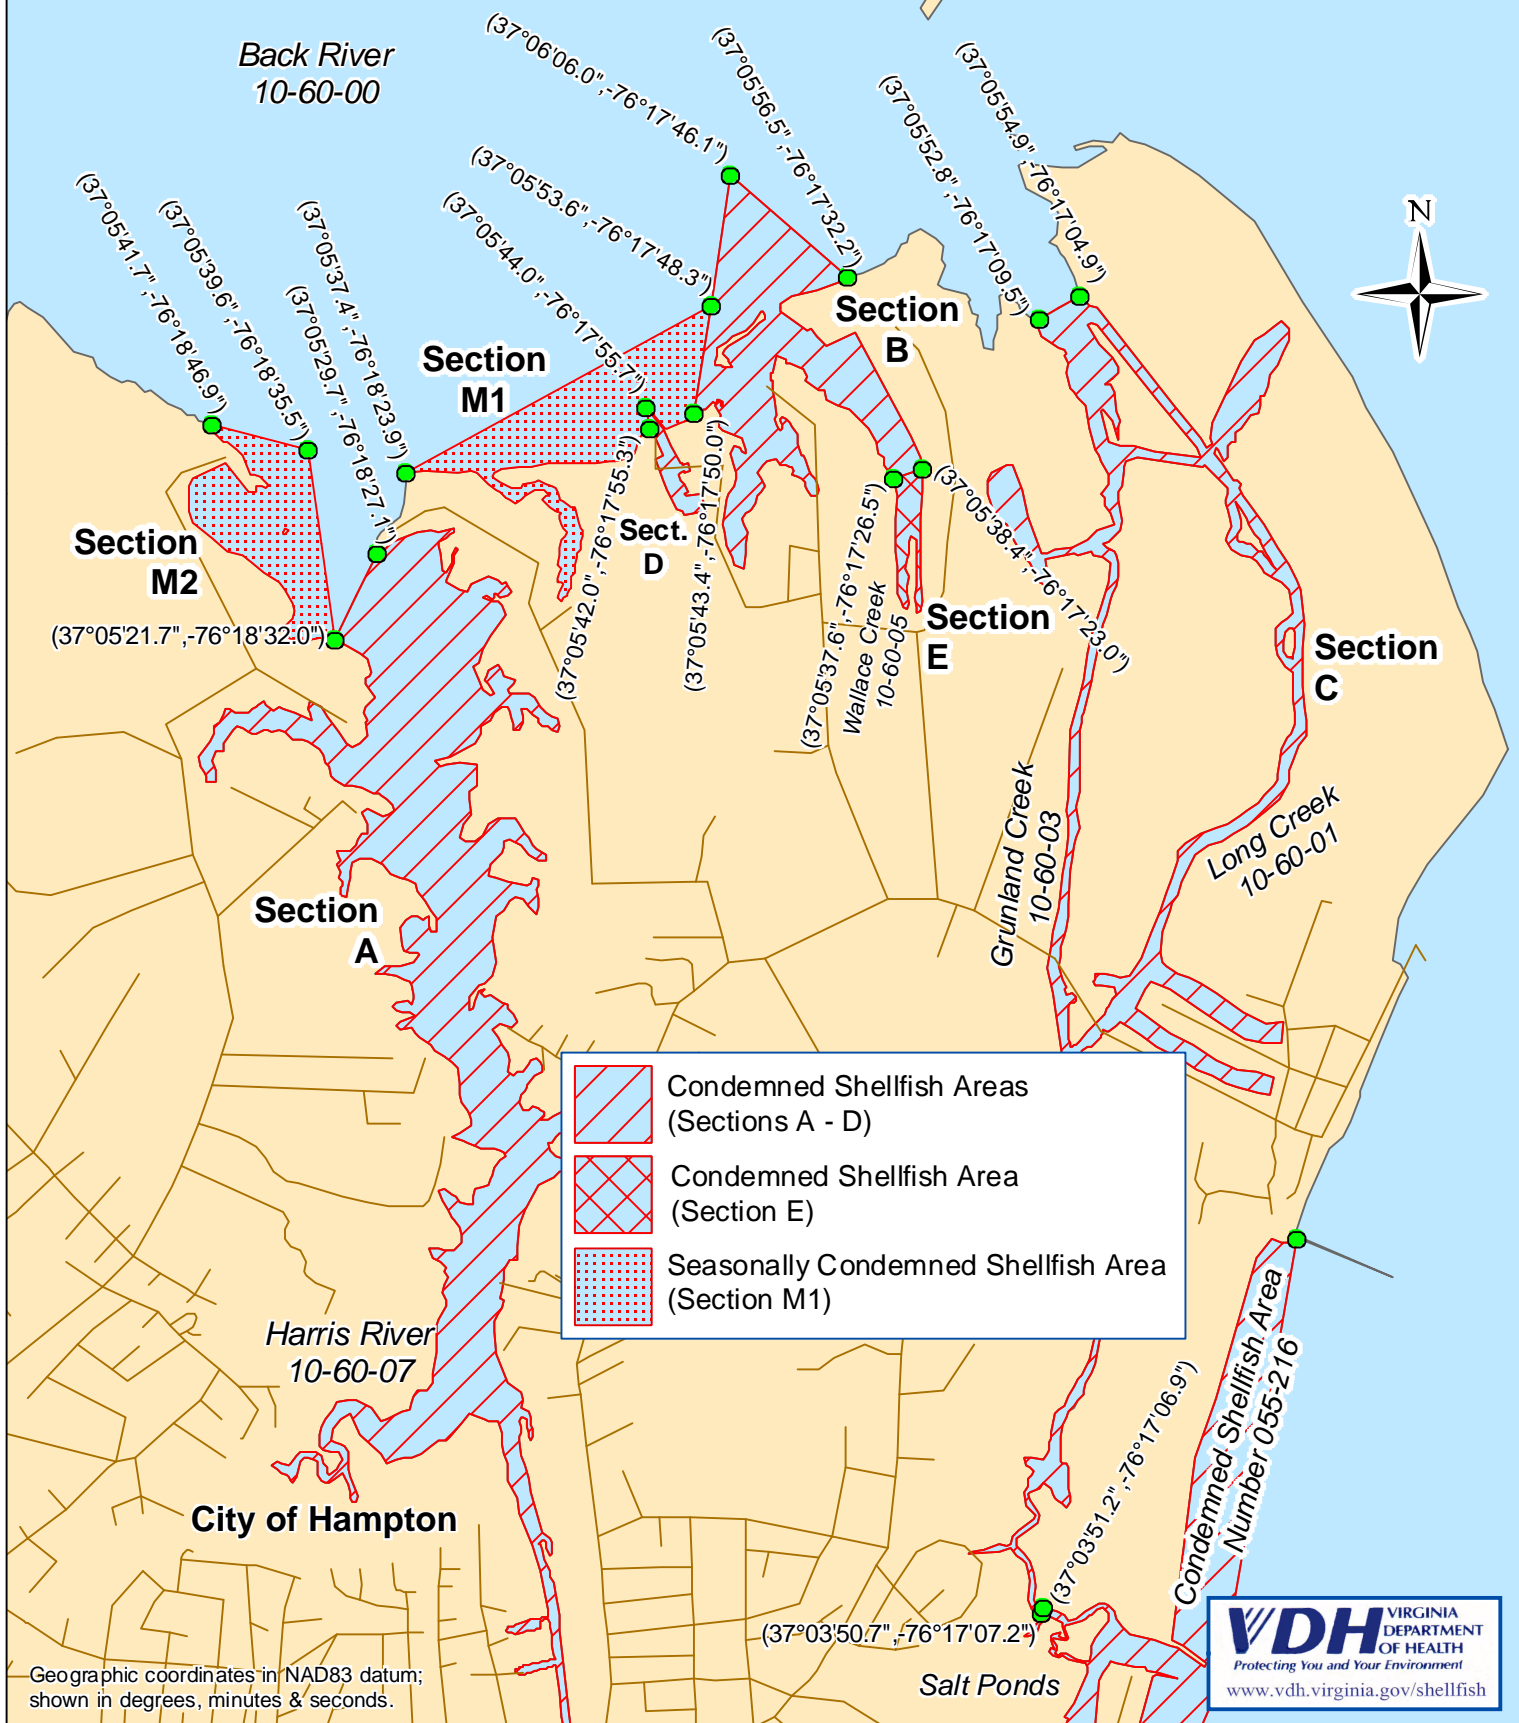 Back River
10-60-00
(37°06'06.0",-76°17'46.1")
(37°05'56.5",-76°17'32.2")
(37°05'52.8",-76°17'09.5")
(37°05'54.9",-76°17'04.9")
(37°05'53.6",-76°17'48.3")
(37°05'44.0",-76°17'55.7")
(37°05'41.7",-76°18'46.9")
(37°05'39.6",-76°18'35.5")
(37°05'37.4",-76°18'23.9")
(37°05'29.7",-76°18'27.1")
N
Section
B
Section
M1
Section
M2
Sect.
D
(37°05'21.7",-76°18'32.0")
(37°05'42.0",-76°17'55.3")
(37°05'43.4",-76°17'50.0")
(37°05'37.6",-76°17'26.5")
(37°05'38.4",-76°17'23.0")
Wallace Creek
10-60-05
Section
E
Section
C
Grunland Creek
10-60-03
Long Creek
10-60-01
Section
A
Condemned Shellfish Areas
(Sections A - D)
Condemned Shellfish Area
(Section E)
Seasonally Condemned Shellfish Area
(Section M1)
Harris River
10-60-07
Condemned Shellfish Area
Number 055-216
City of Hampton
(37°03'51.2",-76°17'06.9")
(37°03'50.7",-76°17'07.2")
Salt Ponds
Geographic coordinates in NAD83 datum;
shown in degrees, minutes & seconds.
VDH VIRGINIA
DEPARTMENT
OF HEALTH
Protecting You and Your Environment
www.vdh.virginia.gov/shellfish